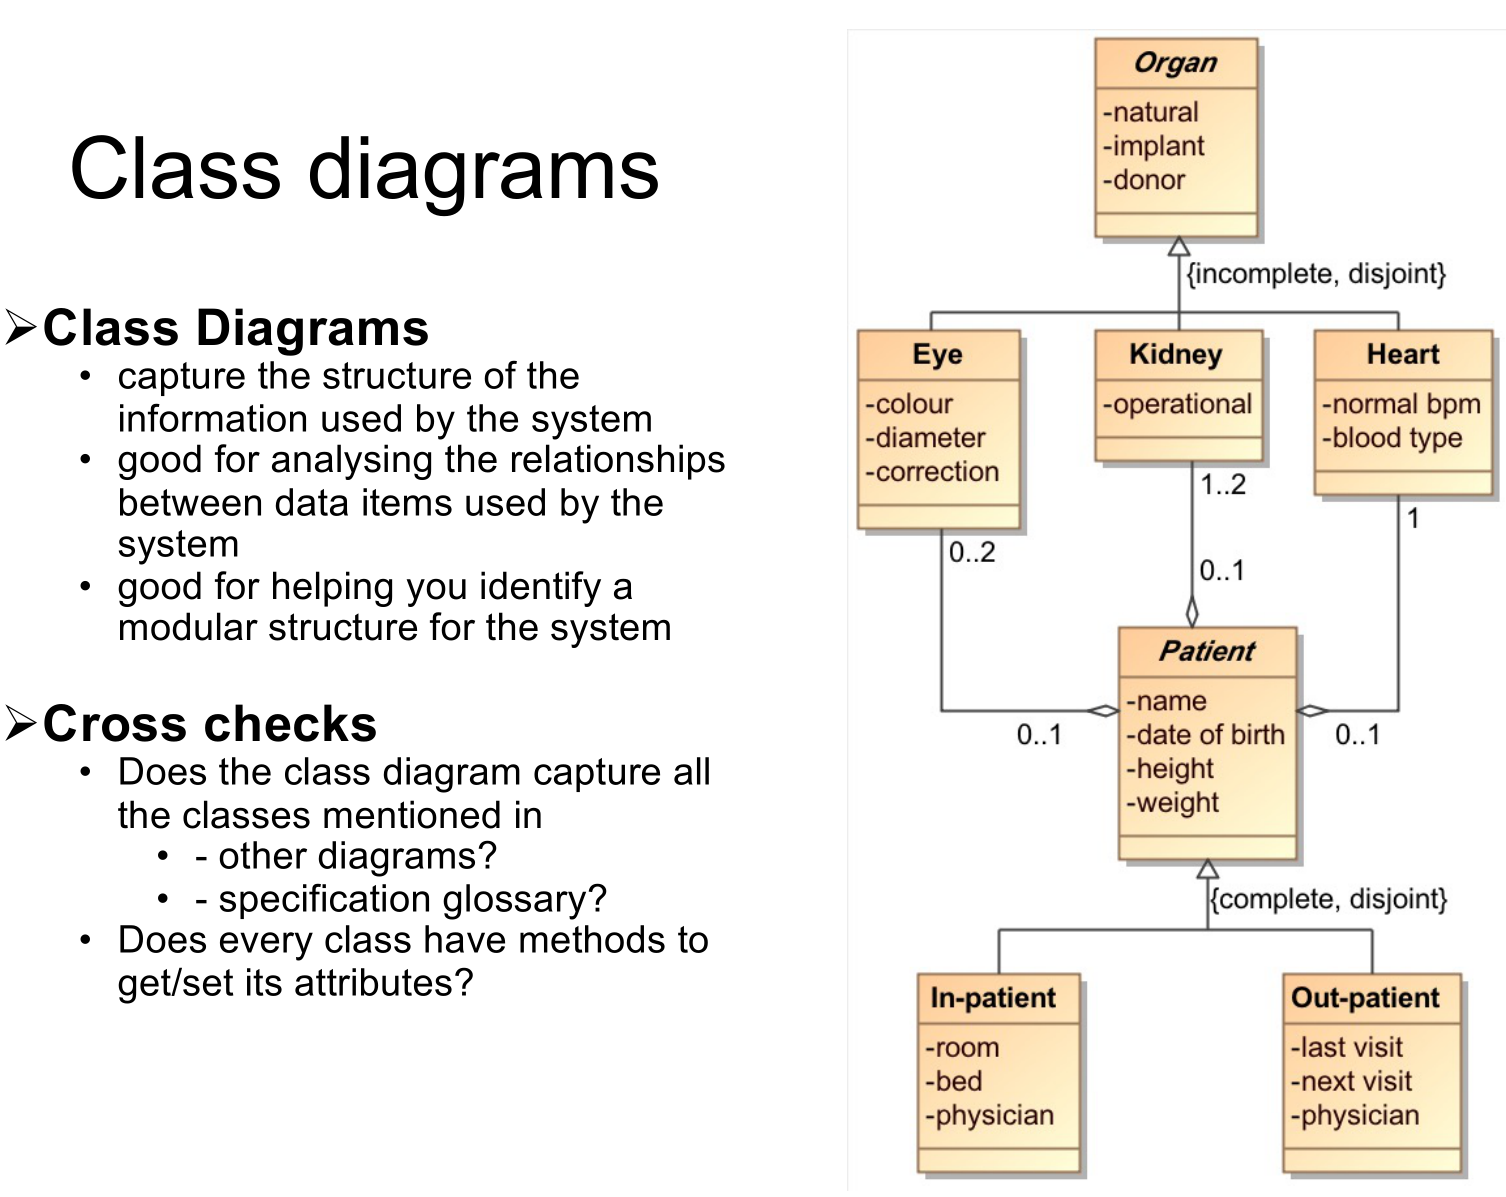 Class diagrams
➢Class Diagrams
• capture the structure of the
information used by the system
• good for analysing the relationships
between data items used by the
system
• good for helping you identify a
modular structure for the system
➢Cross checks
• Does the class diagram capture all
the classes mentioned in
• - other diagrams?
• - specification glossary?
• Does every class have methods to
get/set its attributes?
Organ
-natural
-implant
-donor
{incomplete, disjoint}
Eye
-colour
-diameter
-correction
Kidney
-operational
Heart
-normal bpm
-blood type
0..2
1..2
1
0..1
0..1
0..1
Patient
-name
-date of birth
-height
-weight
{complete, disjoint}
In-patient
-room
-bed
-physician
Out-patient
-last visit
-next visit
-physician